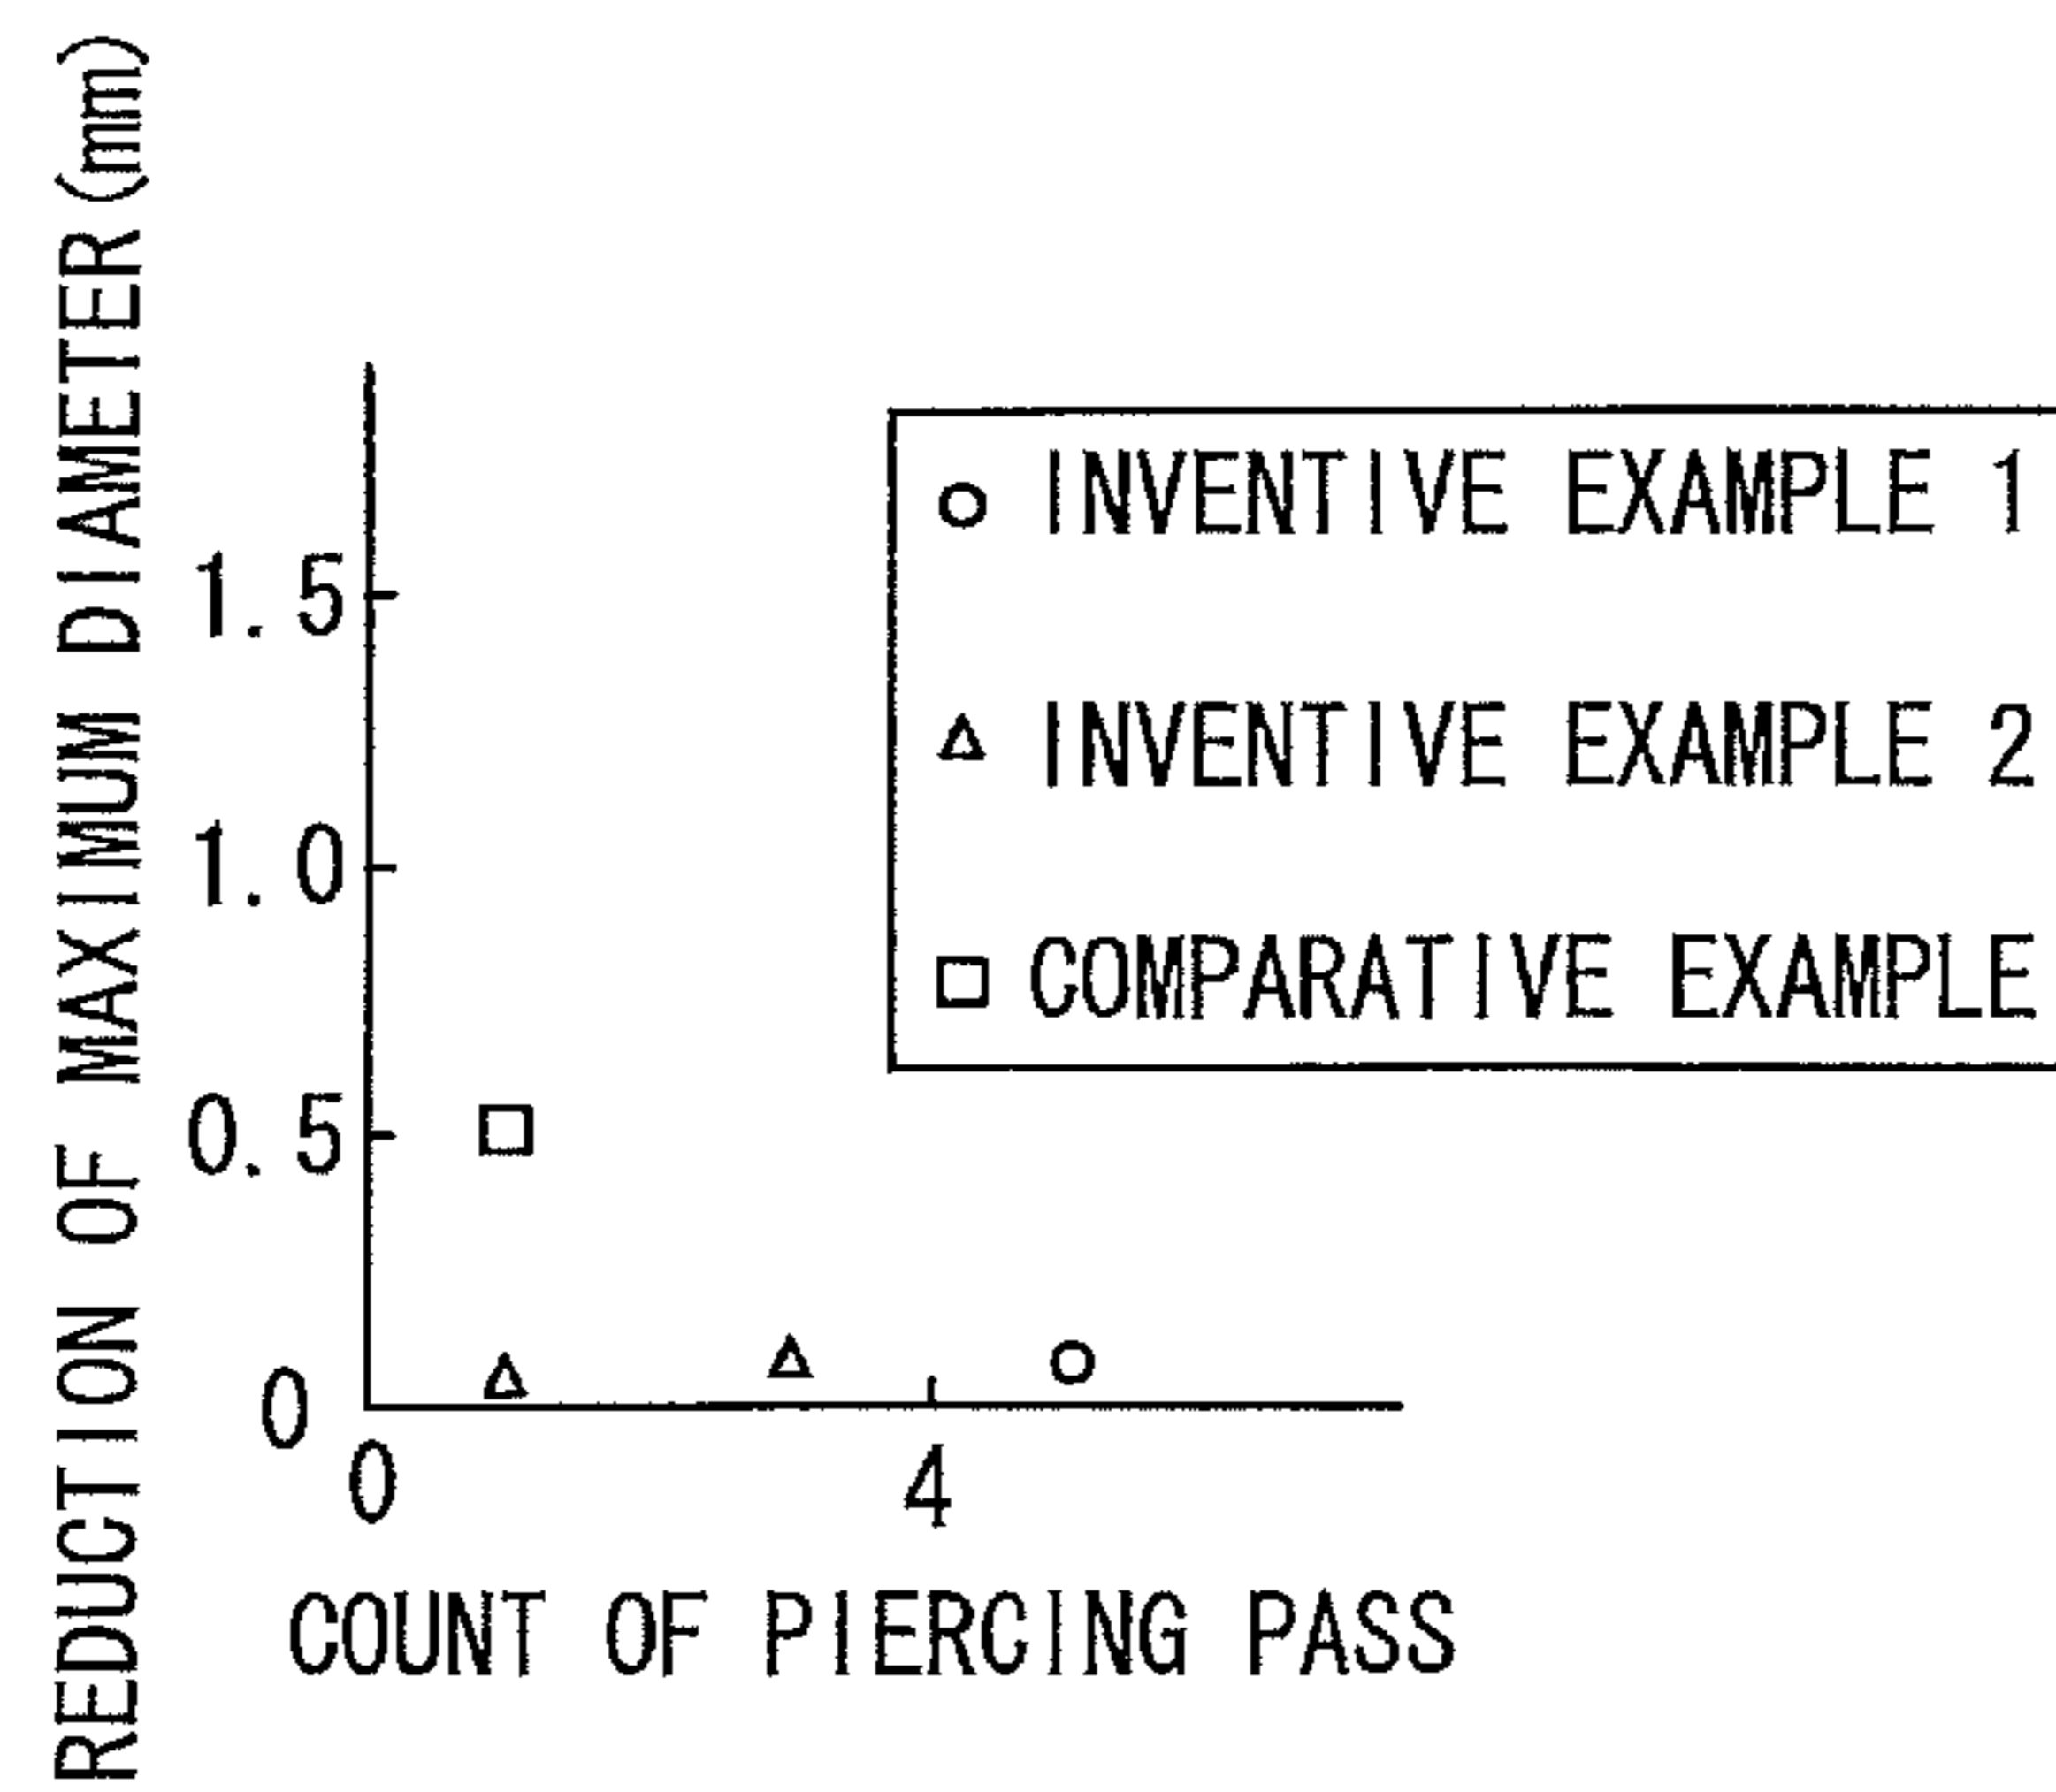 REDUCTION OF MAXIMUM DIAMETER(mm)
1.5
1.0
0.5
0
0
4
COUNT OF PIERCING PASS
INVENTIVE EXAMPLE 1
INVENTIVE EXAMPLE 2
COMPARATIVE EXAMPLE